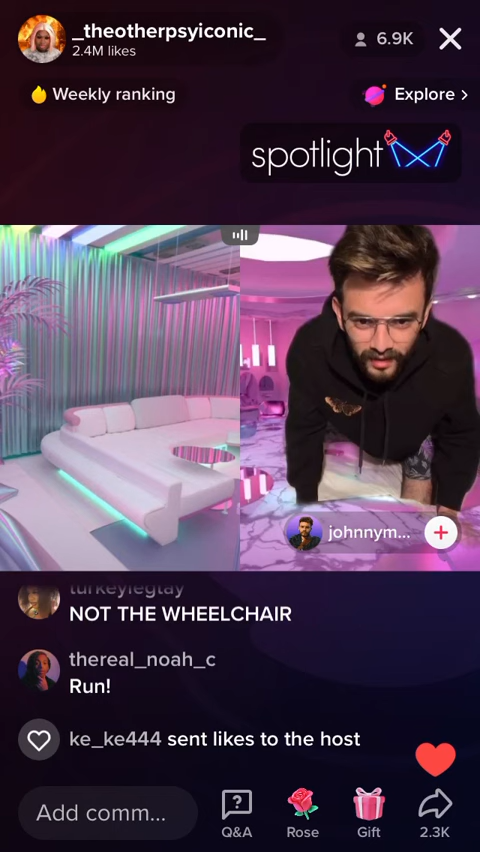 _theotherpsyiconic_
2.4M likes
6.9K
Weekly ranking
Explore >
spotlight
johnnym...
turkeylegtay
NOT THE WHEELCHAIR
thereal_noah_c
Run!
ke_ke444 sent likes to the host
Add comm...
Q&A
Rose
Gift
2.3K